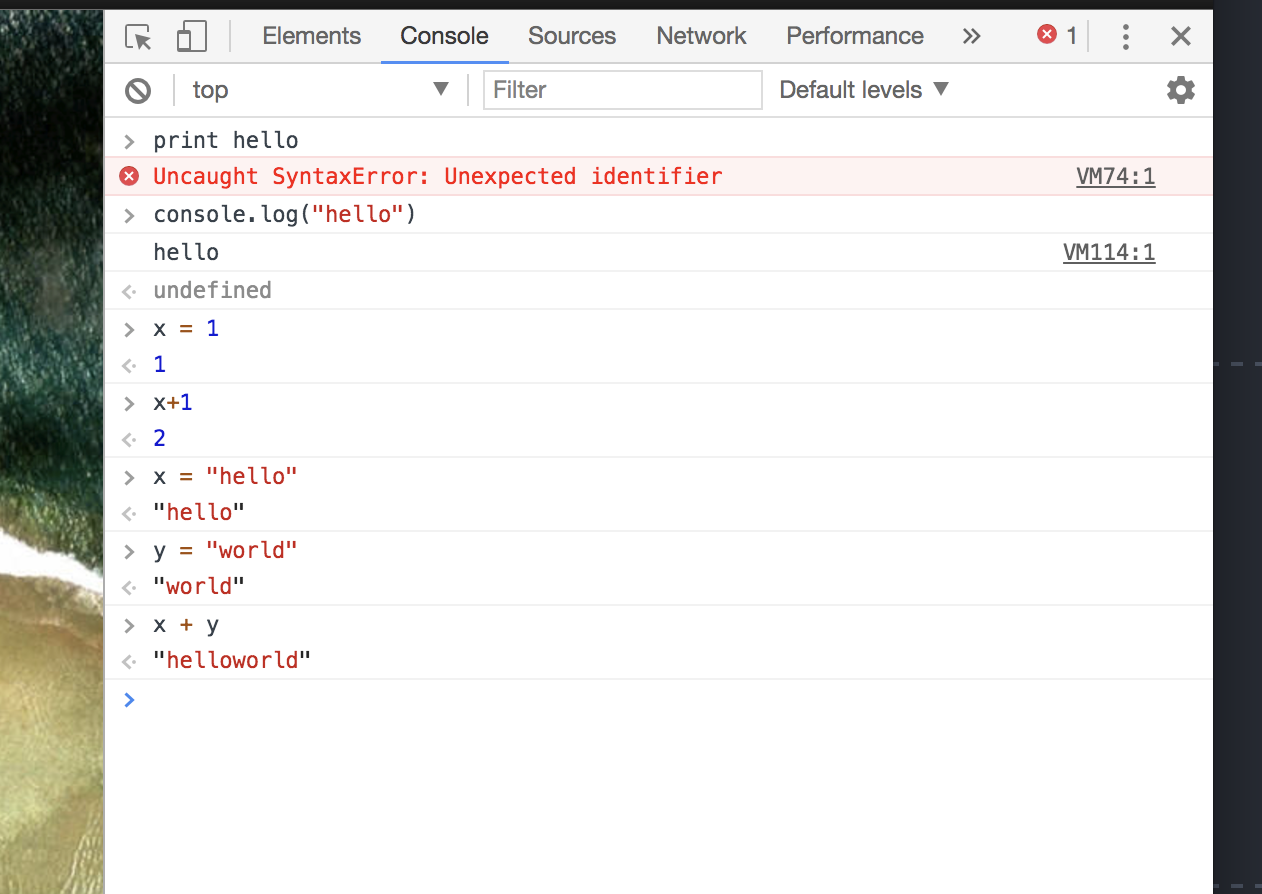 Elements Console Sources Network Performance 1
top Filter Default levels
print hello
Uncaught SyntaxError: Unexpected identifier VM74:1
console.log("hello")
hello VM114:1
undefined
x = 1
1
x+1
2
x = "hello"
"hello"
y = "world"
"world"
x + y
"helloworld"